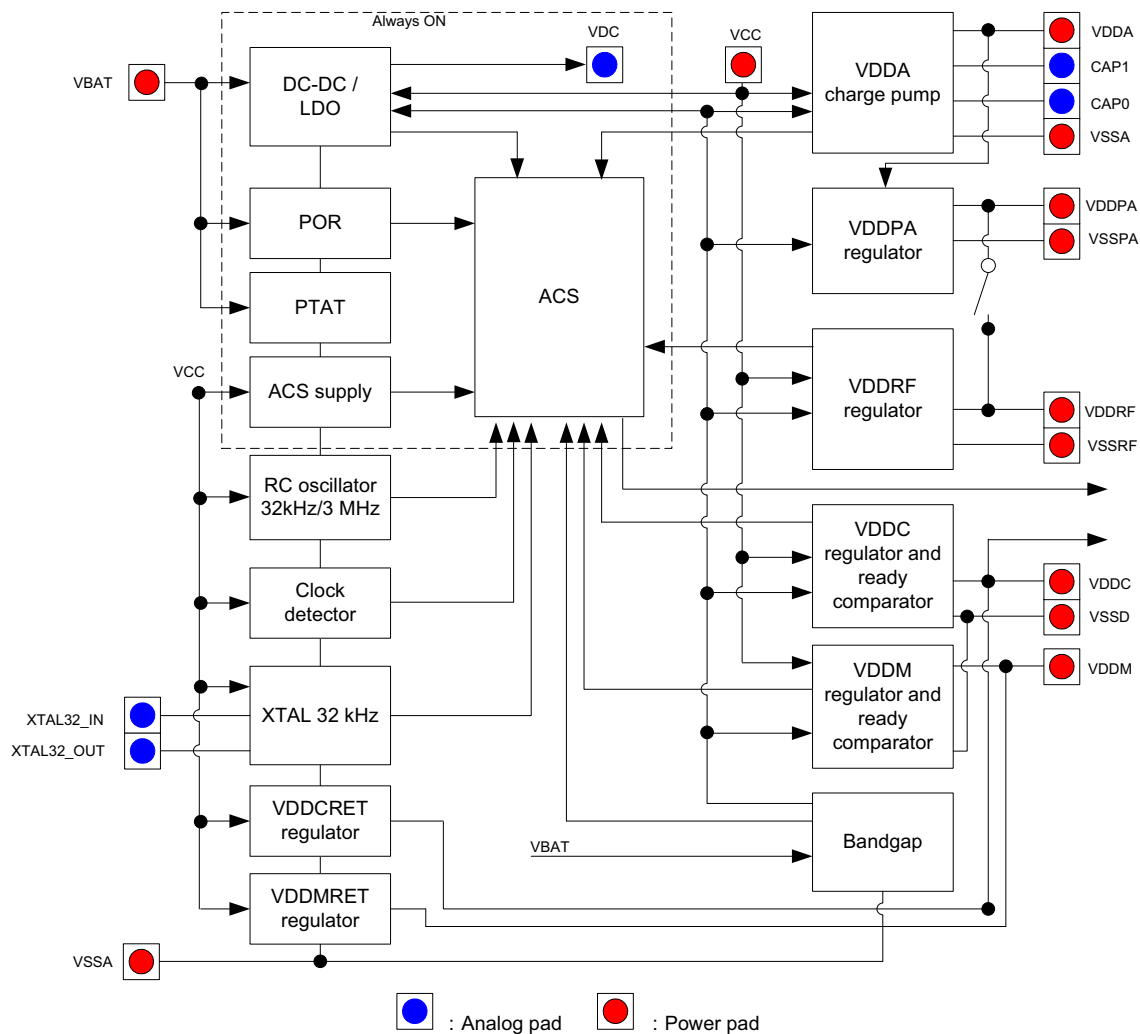 Always ON
VDC
VCC
VBAT
DC-DC /
LDO
VDDA
charge pump
VDDA
CAP1
CAP0
VSSA
POR
PTAT
ACS
VDDPA
regulator
VDDPA
VSSPA
VCC
ACS supply
VDDRF
regulator
VDDRF
VSSRF
RC oscillator
32kHz/3 MHz
Clock
detector
VDDC
regulator and
ready
comparator
VDDC
VSSD
XTAL32_IN
XTAL32_OUT
XTAL 32 kHz
VDDM
regulator and
ready
comparator
VDDM
VDDCRET
regulator
VBAT
Bandgap
VDDMRET
regulator
VSSA
: Analog pad
: Power pad